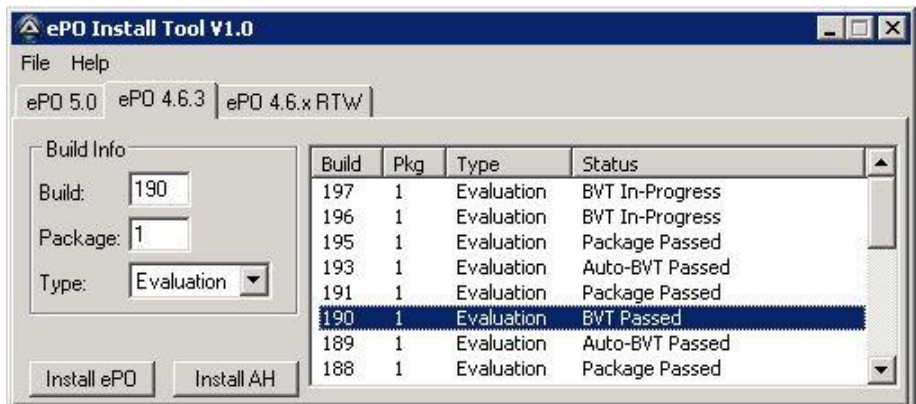 ePO Install Tool V1.0
File Help
ePO 5.0 ePO 4.6.3 ePO 4.6.x RTW
Build Info
Build: 190
Package: 1
Type: Evaluation
Install ePO Install AH
Build Pkg Type Status
197 1 Evaluation BVT In-Progress
196 1 Evaluation BVT In-Progress
195 1 Evaluation Package Passed
193 1 Evaluation Auto-BVT Passed
191 1 Evaluation Package Passed
190 1 Evaluation BVT Passed
189 1 Evaluation Auto-BVT Passed
188 1 Evaluation Package Passed